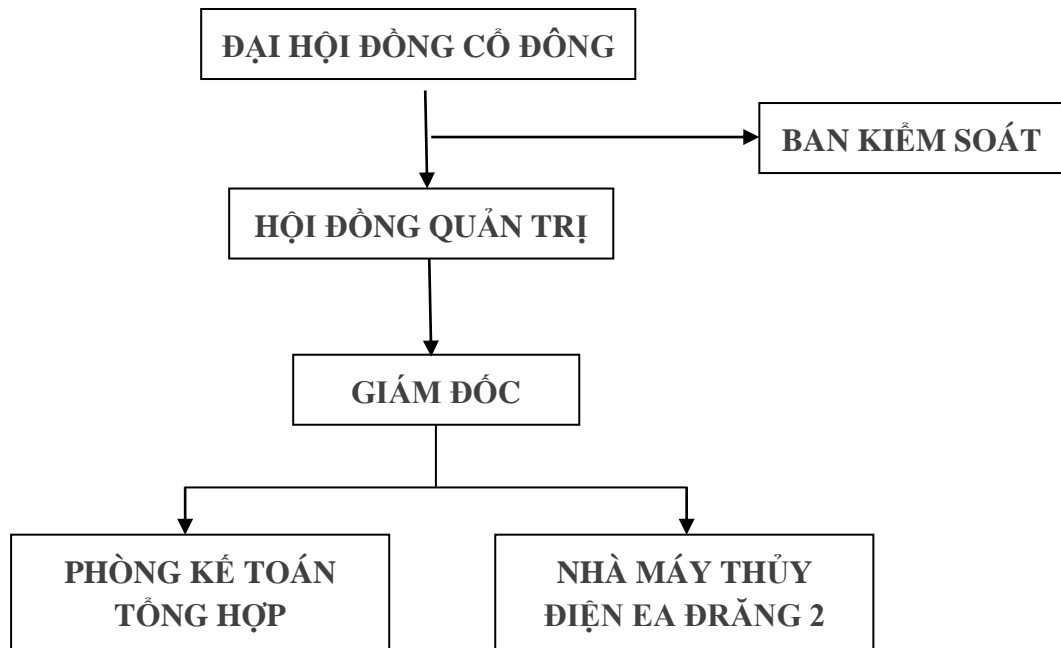 ĐẠI HỘI ĐỒNG CỔ ĐÔNG
BAN KIỂM SOÁT
HỘI ĐỒNG QUẢN TRỊ
GIÁM ĐỐC
PHÒNG KẾ TOÁN
TỔNG HỢP
NHÀ MÁY THỦY
ĐIỆN EA ĐRĂNG 2